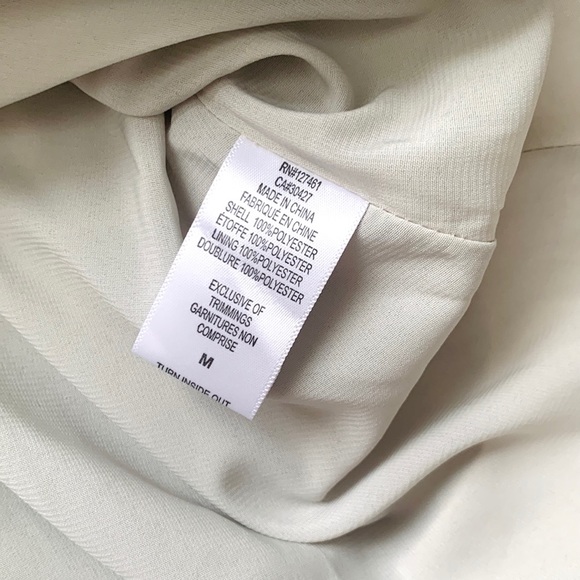 RN#127461
CA#30427
MADE IN CHINA
FABRIQUÉ EN CHINE
SHELL 100%POLYESTER
ETOFFE 100%POLYESTER
LINING 100%POLYESTER
DOUBLURE 100%POLYESTER
EXCLUSIVE OF
TRIMMINGS
GARNITURES NON
COMPRISE
M
TURN INSIDE OUT